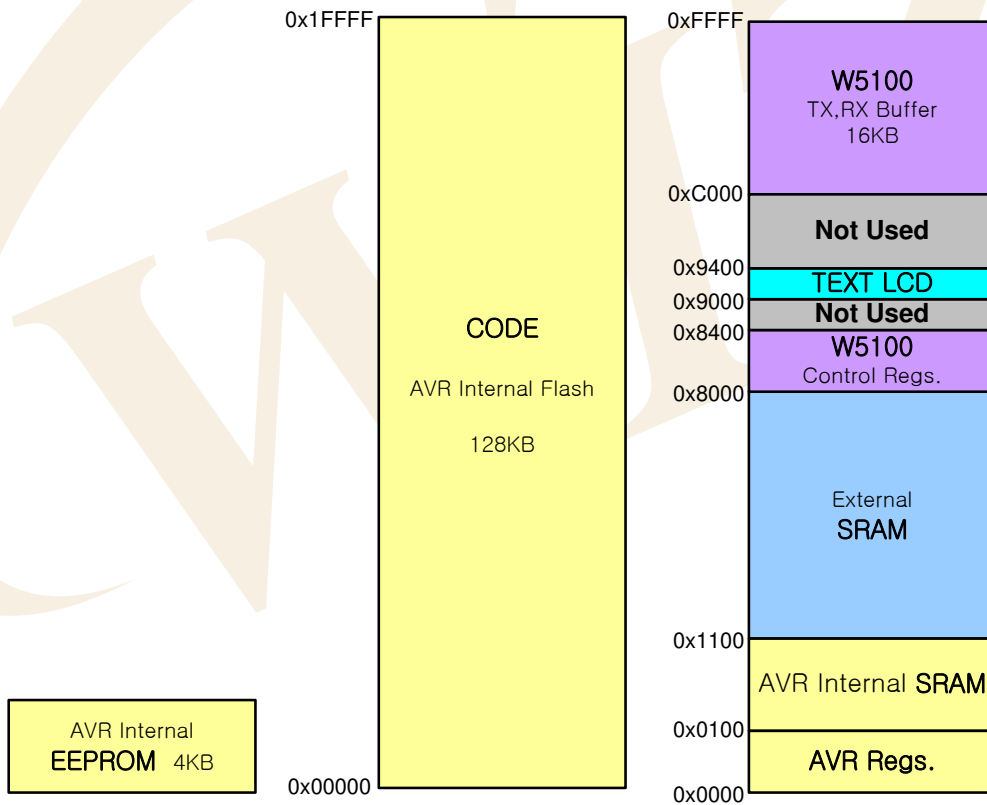 0x1FFFF
CODE
AVR Internal Flash
128KB
0x00000
AVR Internal
EEPROM 4KB
0xFFFF
W5100
TX,RX Buffer
16KB
0xC000
Not Used
0x9400
TEXT LCD
0x9000
Not Used
0x8400
W5100
Control Regs.
0x8000
External
SRAM
0x1100
AVR Internal SRAM
0x0100
AVR Regs.
0x0000